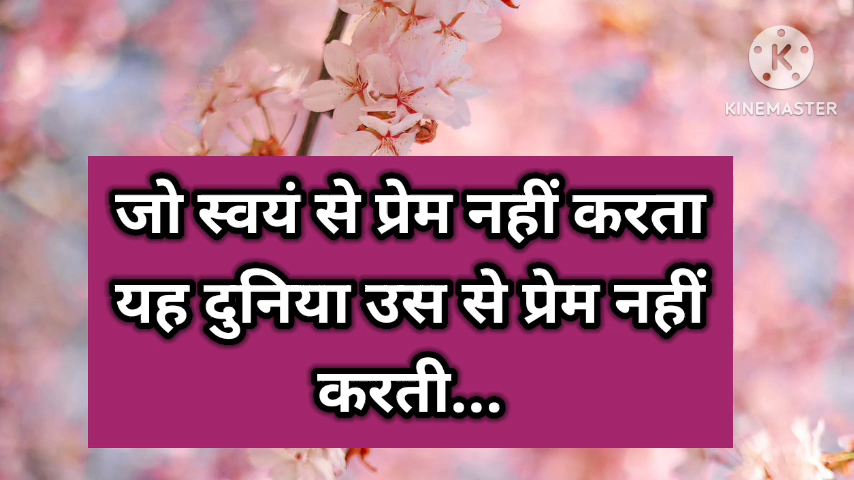 K
KINEMASTER
जो स्वयं से प्रेम नहीं करता
यह दुनिया उस से प्रेम नहीं
करती...